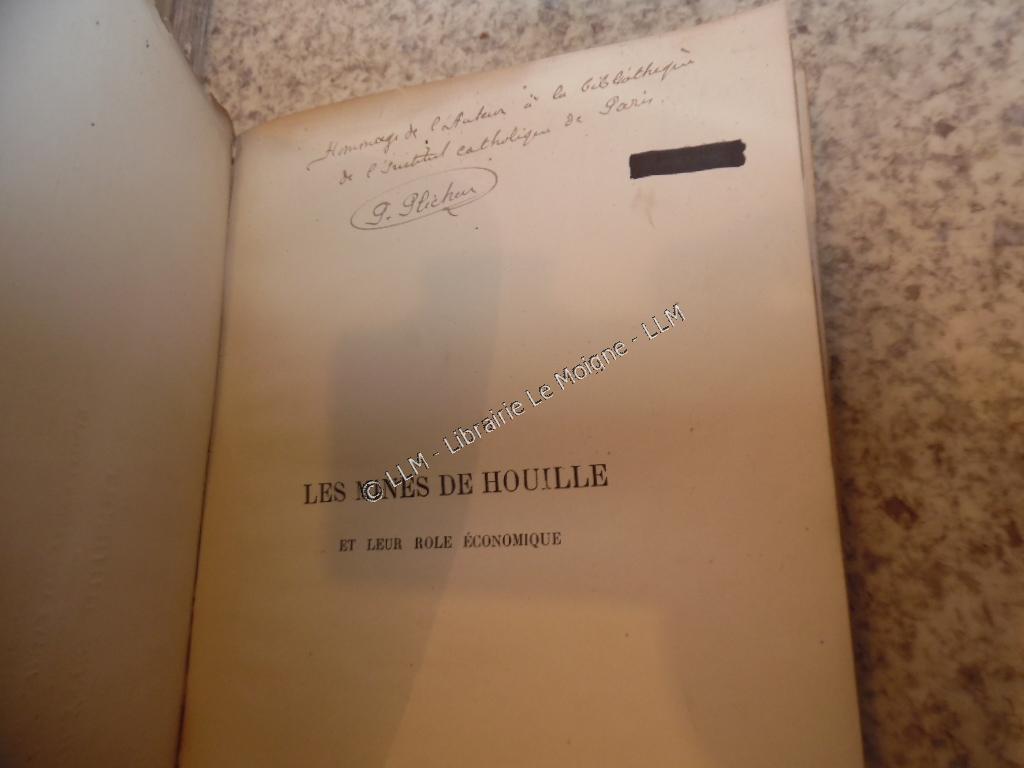 Hommage de l'Auteur à la bibliothèque
de l'Institut catholique de Paris.
© LLM - Librairie Le Moigne - LLM
LES MINES DE HOUILLE
ET LEUR ROLE ÉCONOMIQUE